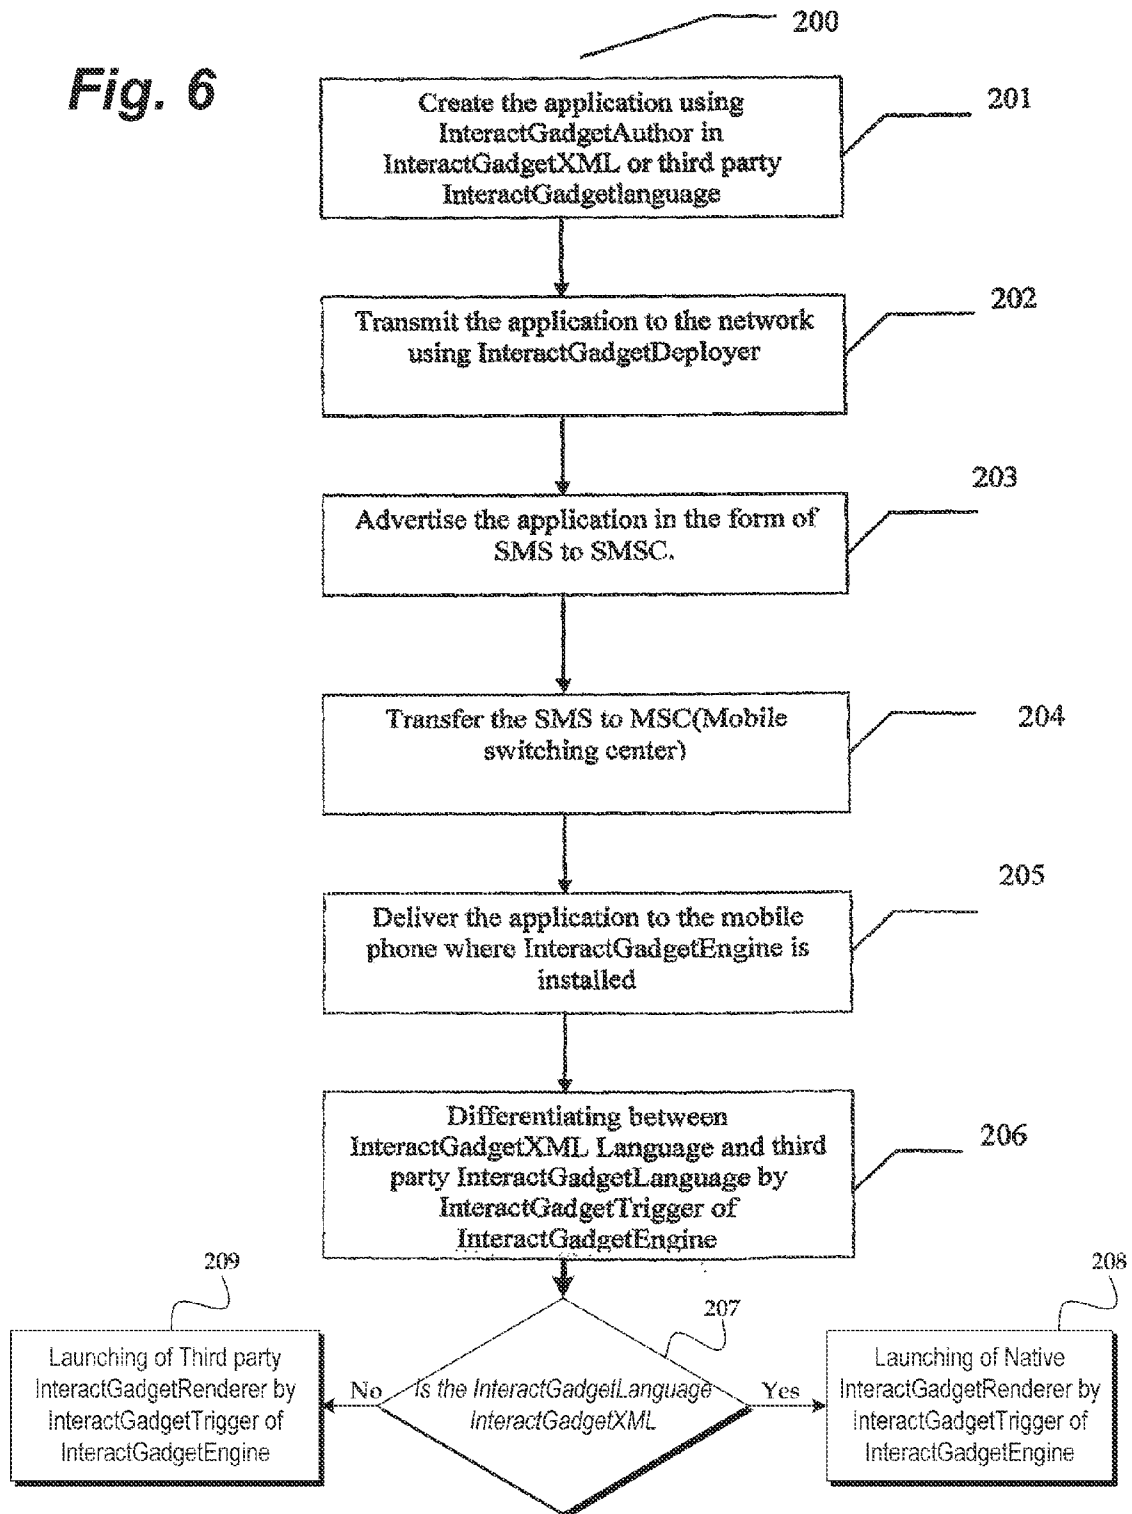 200
Fig. 6
Create the application using
InteractGadgetAuthor in
InteractGadgetXML or third party
InteractGadgetlanguage
201
Transmit the application to the network
using InteractGadgetDeployer
202
Advertise the application in the form of
SMS to SMSC.
203
Transfer the SMS to MSC(Mobile
switching center)
204
Deliver the application to the mobile
phone where InteractGadgetEngine is
installed
205
Differentiating between
InteractGadgetXML Language and third
party InteractGadgetLanguage by
InteractGadgetTrigger of
InteractGadgetEngine
206
209
Launching of Third party
InteractGadgetRenderer by
InteractGadgetTrigger of
InteractGadgetEngine
No
Is the InteractGadgetLanguage
InteractGadgetXML
207
Yes
208
Launching of Native
InteractGadgetRenderer by
InteractGadgetTrigger of
InteractGadgetEngine